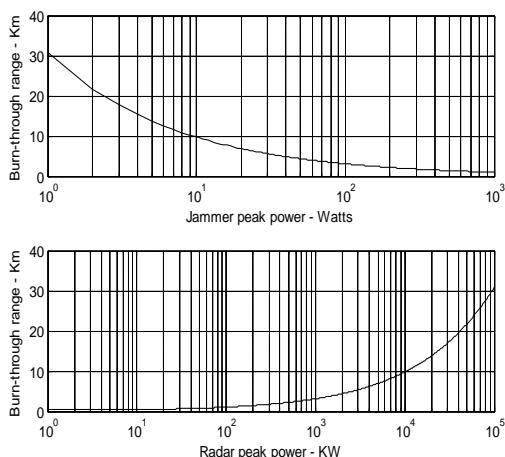 Burn-through range - Km
40
30
20
10
0
10^0 10^1 10^2 10^3
Jammer peak power - Watts
Burn-through range - Km
40
30
20
10
0
10^0 10^1 10^2 10^3 10^4 10^5
Radar peak power - KW